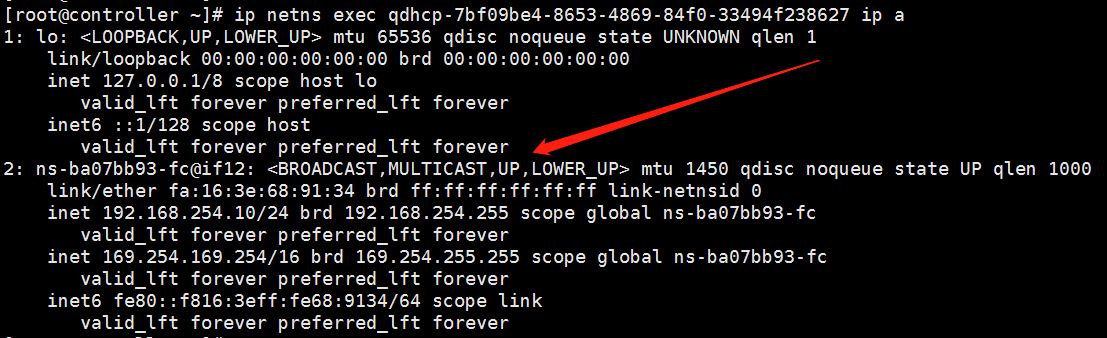 [root@controller ~]# ip netns exec qdhcp-7bf09be4-8653-4869-84f0-33494f238627 ip a
1: lo: <LOOPBACK,UP,LOWER_UP> mtu 65536 qdisc noqueue state UNKNOWN qlen 1
link/loopback 00:00:00:00:00:00 brd 00:00:00:00:00:00
inet 127.0.0.1/8 scope host lo
valid_lft forever preferred_lft forever
inet6 ::1/128 scope host
valid_lft forever preferred_lft forever
2: ns-ba07bb93-fc@if12: <BROADCAST,MULTICAST,UP,LOWER_UP> mtu 1450 qdisc noqueue state UP qlen 1000
link/ether fa:16:3e:68:91:34 brd ff:ff:ff:ff:ff:ff link-netnsid 0
inet 192.168.254.10/24 brd 192.168.254.255 scope global ns-ba07bb93-fc
valid_lft forever preferred_lft forever
inet 169.254.169.254/16 brd 169.254.255.255 scope global ns-ba07bb93-fc
valid_lft forever preferred_lft forever
inet6 fe80::f816:3eff:fe68:9134/64 scope link
valid_lft forever preferred_lft forever